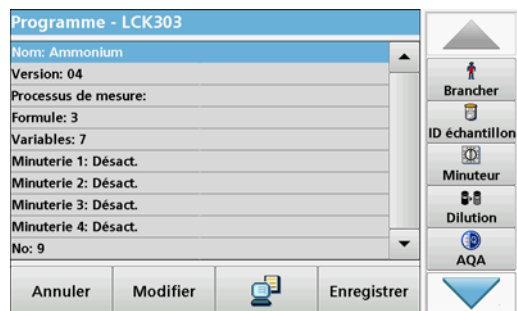 Programme - LCK303
Nom: Ammonium
Version: 04
Processus de mesure:
Formule: 3
Variables: 7
Minuterie 1: Désact.
Minuterie 2: Désact.
Minuterie 3: Désact.
Minuterie 4: Désact.
No: 9
Annuler
Modifier
Enregistrer
Brancher
ID échantillon
Minuteur
Dilution
AQA